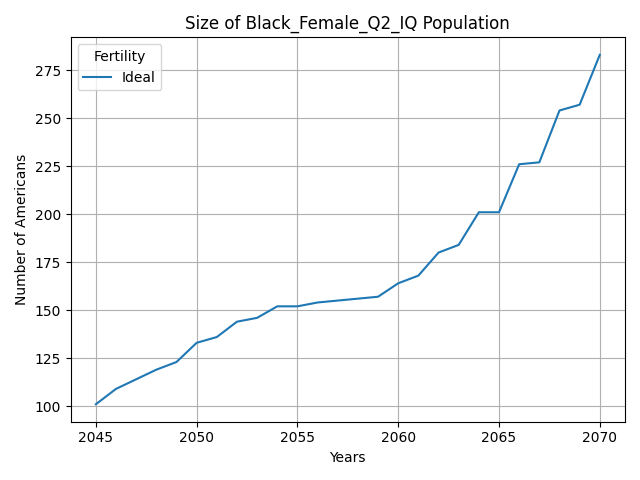 Size of Black_Female_Q2_IQ Population
Fertility
Ideal
Number of Americans
275
250
225
200
175
150
125
100
2045 2050 2055 2060 2065 2070
Years